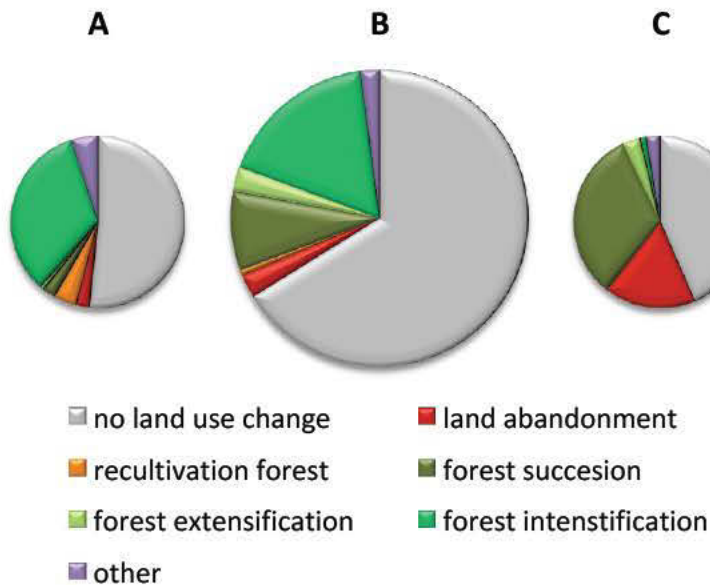 A B C
no land use change land abandonment
recultivation forest forest succesion
forest extensification forest intenstification
other